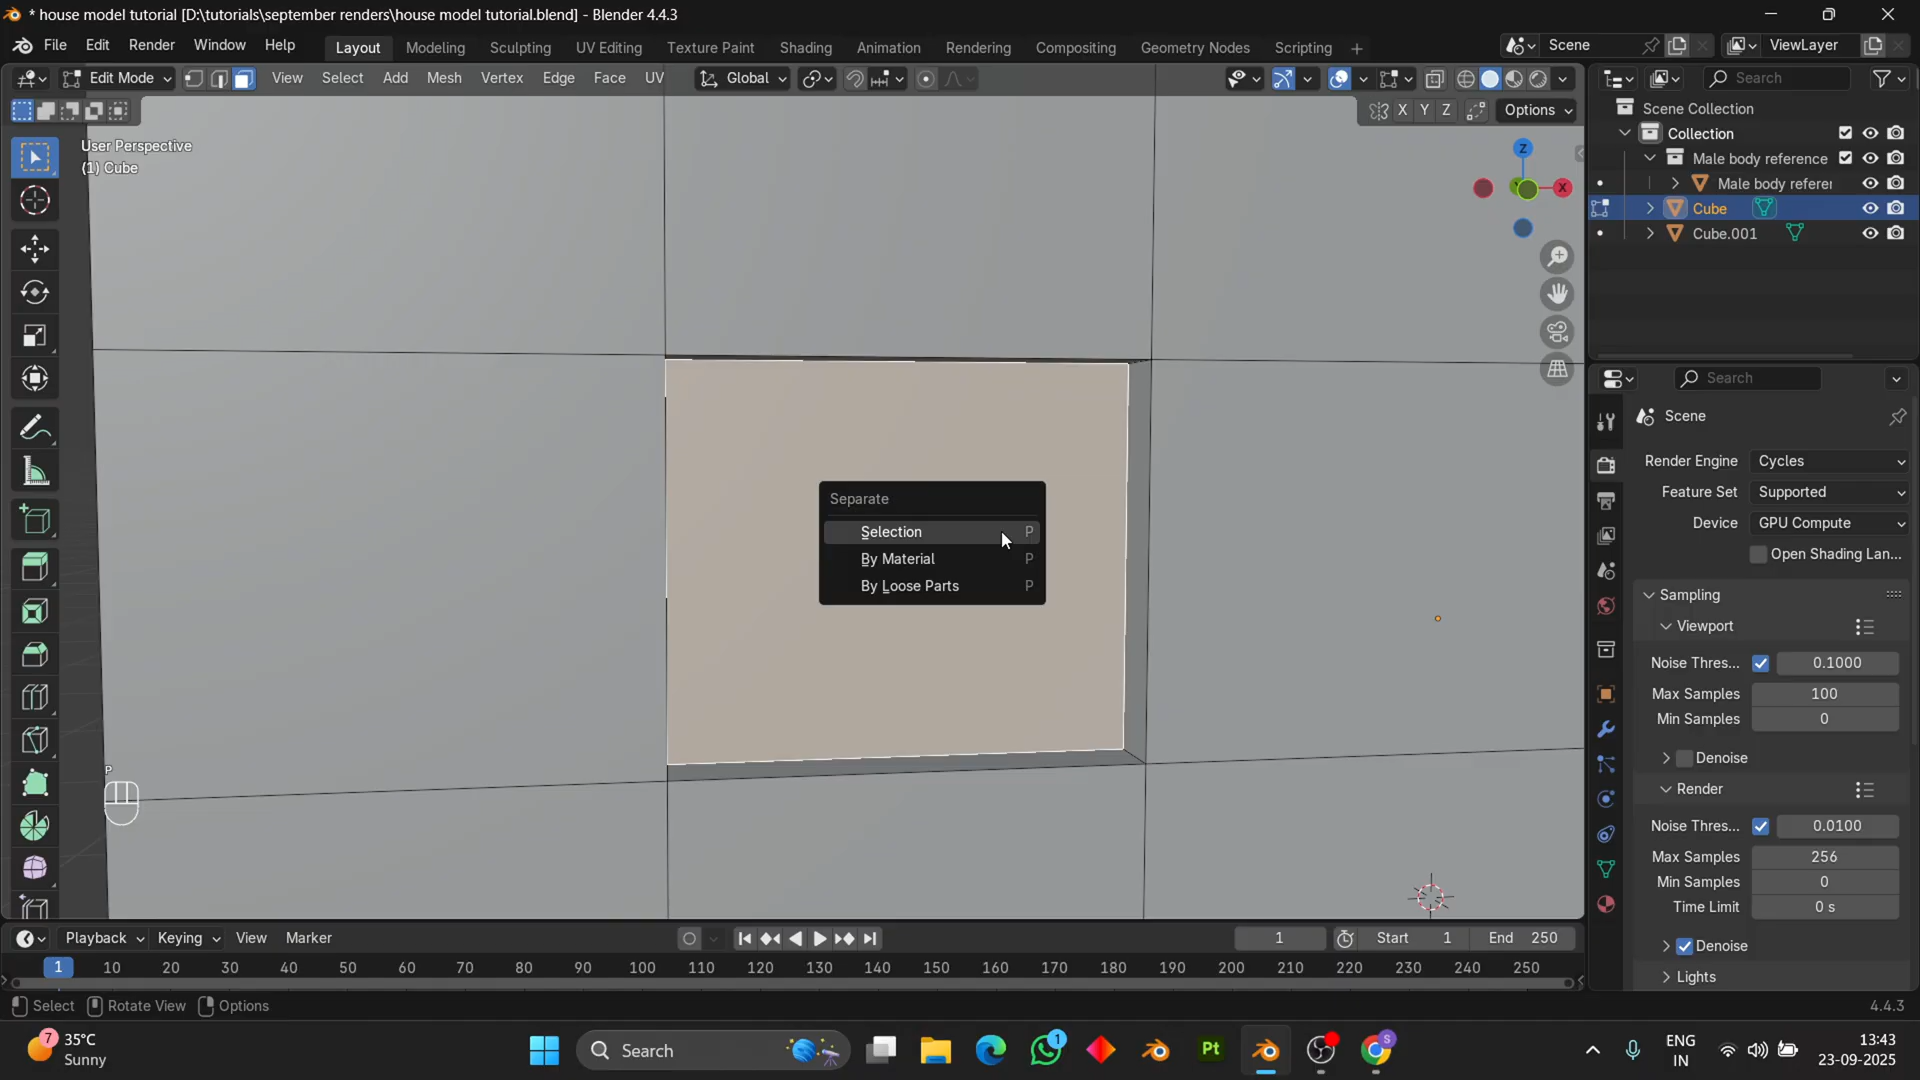 * house model tutorial [D:\tutorials\september renders\house model tutorial.blend] - Blender 4.4.3
File Edit Render Window Help Layout Modeling Sculpting UV Editing Texture Paint Shading Animation Rendering Compositing Geometry Nodes Scripting + Scene ViewLayer
Edit Mode View Select Add Mesh Vertex Edge Face UV Global Search
X Y Z Options
Scene Collection
Collection
User Perspective
(1) Cube
Z
Male body reference
Male body referer
X
Cube
Cube.001
Search
Scene
Render Engine Cycles
Feature Set Supported
Device GPU Compute
Open Shading Lan...
Separate
Selection P
By Material P
By Loose Parts P
Sampling
Viewport
Noise Thres... 0.1000
Max Samples 100
Min Samples 0
Denoise
Render
Noise Thres... 0.0100
Max Samples 256
Min Samples 0
Time Limit 0 s
Denoise
Lights
P
Playback Keying View Marker 1 Start 1 End 250
1 10 20 30 40 50 60 70 80 90 100 110 120 130 140 150 160 170 180 190 200 210 220 230 240 250
Select Rotate View Options 4.4.3
7 35°C
Sunny
Search
1
Pt
S
ENG
IN
13:43
23-09-2025